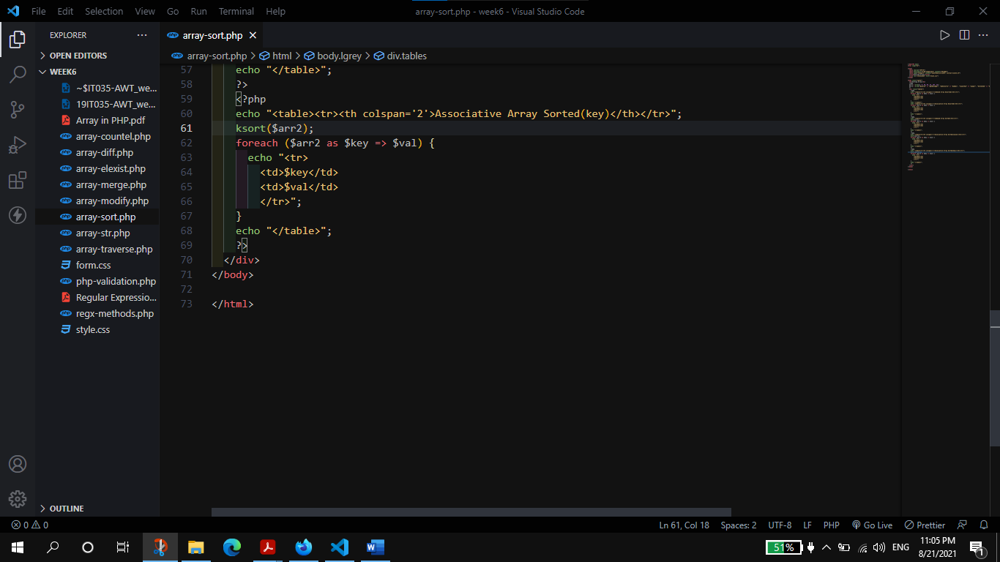 File Edit Selection View Go Run Terminal Help
array-sort.php - week6 - Visual Studio Code
EXPLORER
OPEN EDITORS
WEEK6
~$IT035-AWT_we...
19IT035-AWT_we...
Array in PHP.pdf
array-countel.php
array-diff.php
array-elexist.php
array-merge.php
array-modify.php
array-sort.php
array-str.php
array-traverse.php
form.css
php-validation.php
Regular Expressio...
regx-methods.php
style.css
OUTLINE
array-sort.php
array-sort.php > html > body.lgrey > div.tables
57 echo "</table>";
58 ?>
59 <?php
60 echo "<table><tr><th colspan='2'>Associative Array Sorted(key)</th></tr>";
61 ksort($arr2);
62 foreach ($arr2 as $key => $val) {
63 echo "<tr>
64 <td>$key</td>
65 <td>$val</td>
66 </tr>";
67 }
68 echo "</table>";
69 ?>
70 </div>
71 </body>
72
73 </html>
0 0
Ln 61, Col 18 Spaces: 2 UTF-8 LF PHP Go Live Prettier
51% ENG
11:05 PM
8/21/2021
1